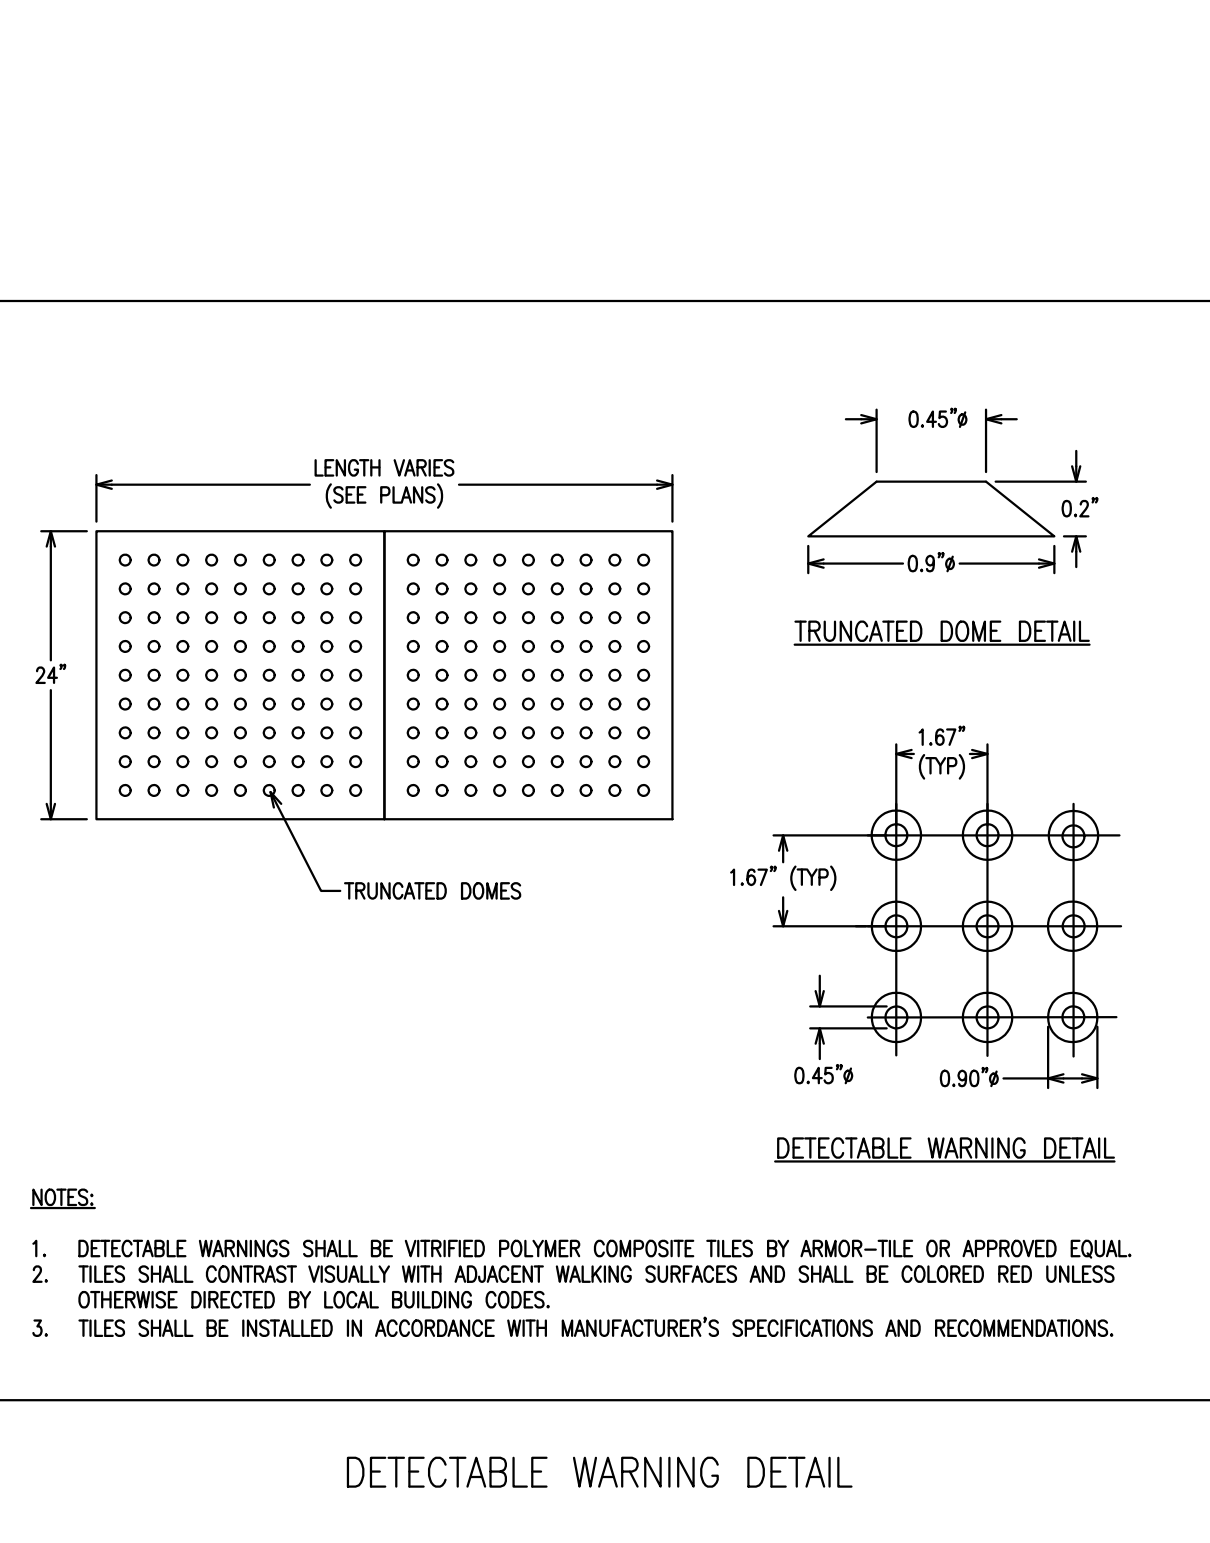 LENGTH VARIES
(SEE PLANS)
24"
TRUNCATED DOMES
0.45"ø
0.2"
0.9"ø
TRUNCATED DOME DETAIL
1.67"
(TYP)
1.67" (TYP)
0.45"ø
0.90"ø
DETECTABLE WARNING DETAIL
NOTES:
1. DETECTABLE WARNINGS SHALL BE VITRIFIED POLYMER COMPOSITE TILES BY ARMOR-TILE OR APPROVED EQUAL.
2. TILES SHALL CONTRAST VISUALLY WITH ADJACENT WALKING SURFACES AND SHALL BE COLORED RED UNLESS
OTHERWISE DIRECTED BY LOCAL BUILDING CODES.
3. TILES SHALL BE INSTALLED IN ACCORDANCE WITH MANUFACTURER'S SPECIFICATIONS AND RECOMMENDATIONS.
DETECTABLE WARNING DETAIL